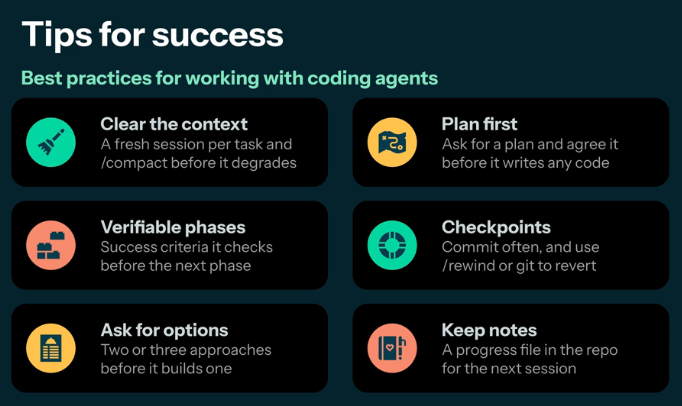 Tips for success
Best practices for working with coding agents
Clear the context
A fresh session per task and
/compact before it degrades
Plan first
Ask for a plan and agree it
before it writes any code
Verifiable phases
Success criteria it checks
before the next phase
Checkpoints
Commit often, and use
/rewind or git to revert
Ask for options
Two or three approaches
before it builds one
Keep notes
A progress file in the repo
for the next session